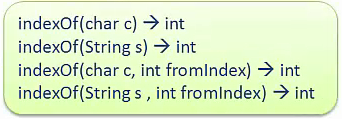 indexOf(char c) → int
indexOf(String s) → int
indexOf(char c, int fromIndex) → int
indexOf(String s , int fromIndex) → int